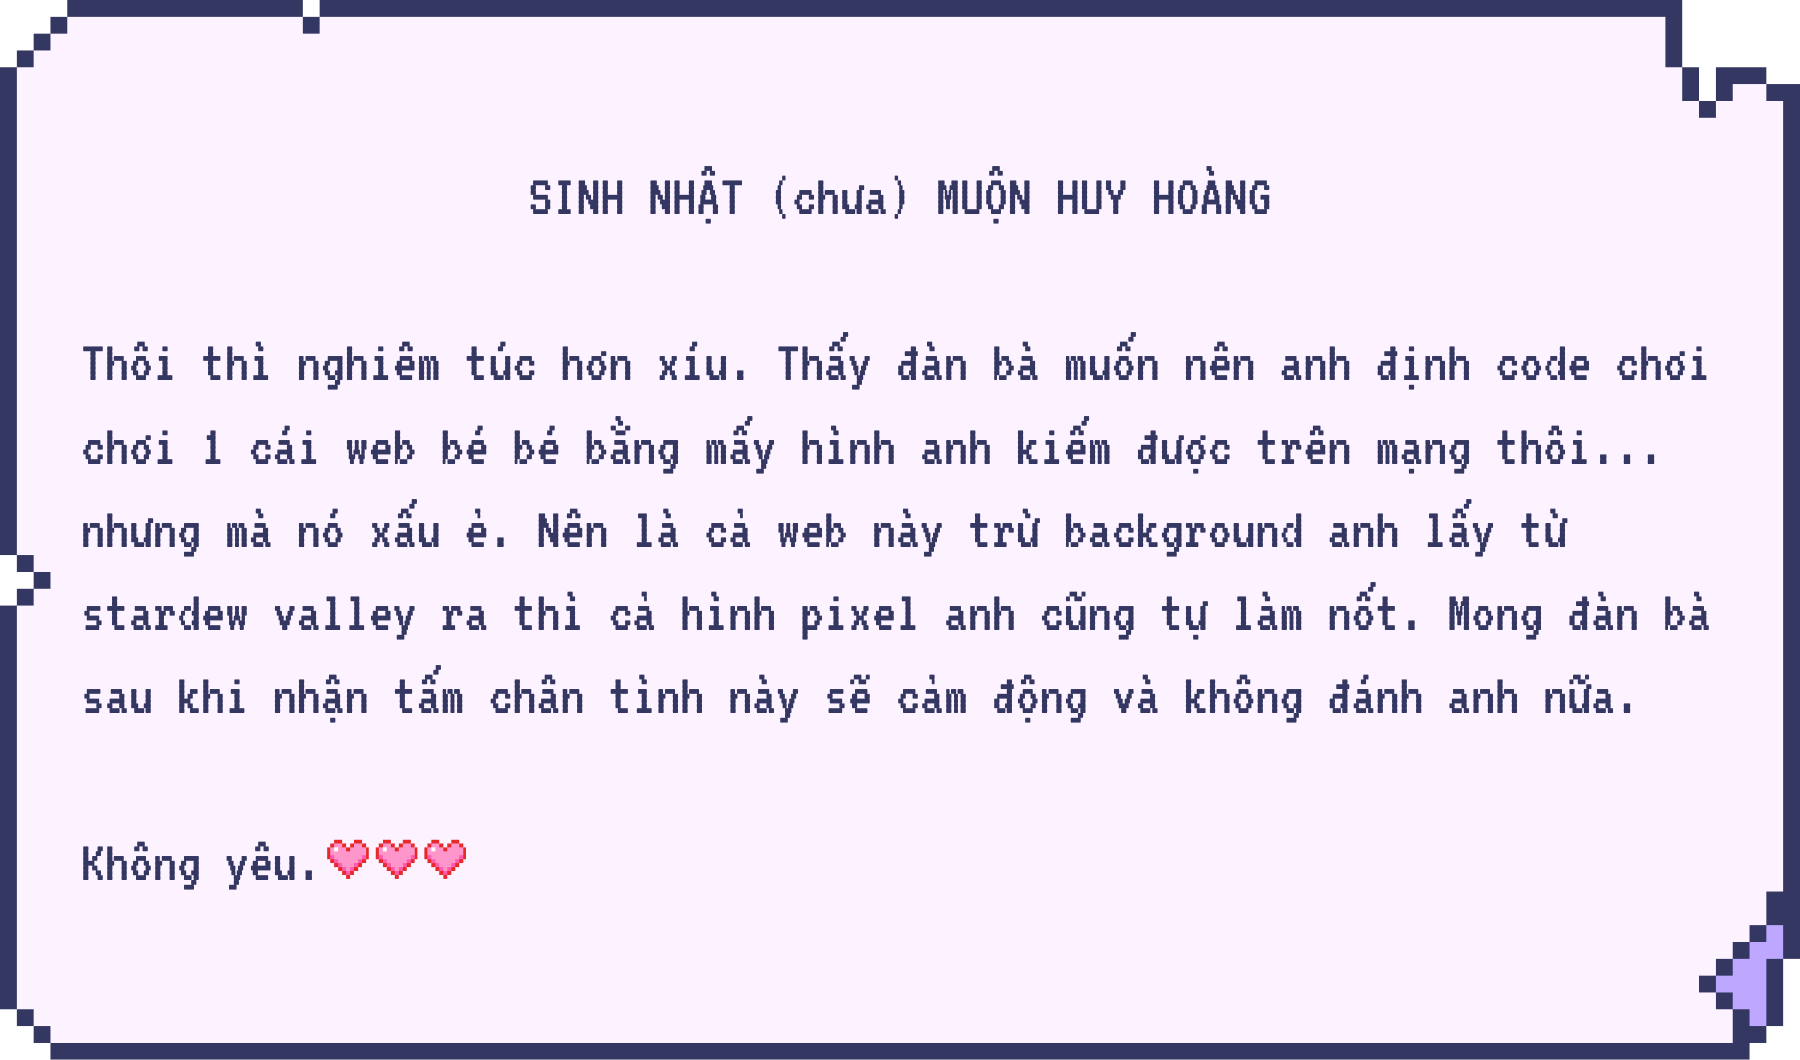 SINH NHẬT (chưa) MUỘN HUY HOÀNG
Thôi thì nghiêm túc hơn xíu. Thấy đàn bà muốn nên anh định code chơi
chơi 1 cái web bé bé bằng mấy hình anh kiếm được trên mạng thôi...
nhưng mà nó xấu ẻ. Nên là cả web này trừ background anh lấy từ
stardew valley ra thì cả hình pixel anh cũng tự làm nốt. Mong đàn bà
sau khi nhận tấm chân tình này sẽ cảm động và không đánh anh nữa.
Không yêu.